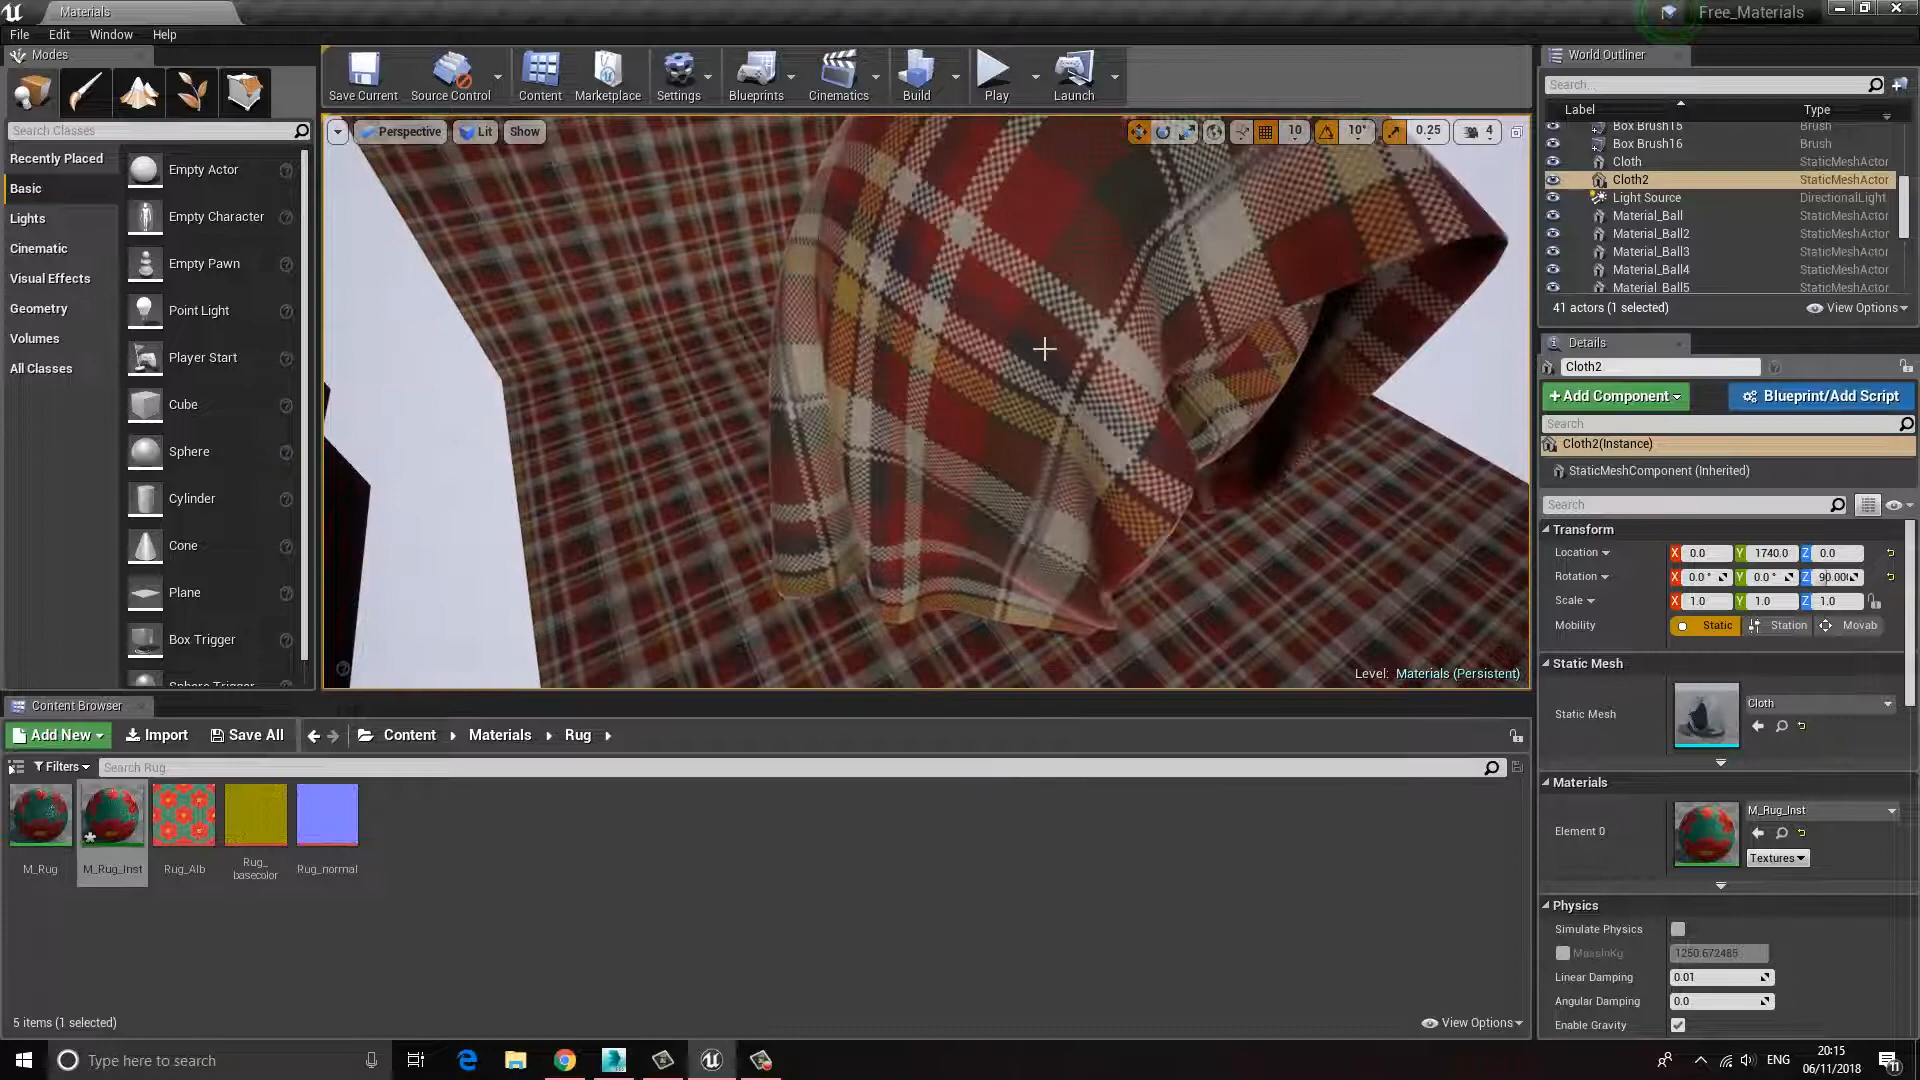 Materials
Free_Materials
File Edit Window Help
Modes
Search Classes
Recently Placed
Basic
Lights
Cinematic
Visual Effects
Geometry
Volumes
All Classes
Empty Actor
Empty Character
Empty Pawn
Point Light
Player Start
Cube
Sphere
Cylinder
Cone
Plane
Box Trigger
Sphere Trigger
Save Current Source Control Content Marketplace Settings Blueprints Cinematics Build Play Launch
Perspective Lit Show
10 10° 0.25 4
Level: Materials (Persistent)
World Outliner
Search...
Label Type
Box Brush15 Brush
Box Brush16 Brush
Cloth StaticMeshActor
Cloth2 StaticMeshActor
Light Source DirectionalLight
Material_Ball StaticMeshActor
Material_Ball2 StaticMeshActor
Material_Ball3 StaticMeshActor
Material_Ball4 StaticMeshActor
Material_Ball5 StaticMeshActor
41 actors (1 selected) View Options
Details
Cloth2
+Add Component Blueprint/Add Script
Search
Cloth2(Instance)
StaticMeshComponent (Inherited)
Search
Transform
Location X 0.0 Y 1740.0 Z 0.0
Rotation X 0.0 ° Y 0.0 ° Z 90.00
Scale X 1.0 Y 1.0 Z 1.0
Mobility Static Station Movab
Static Mesh
Static Mesh Cloth
Materials
Element 0 M_Rug_Inst
Textures
Physics
Simulate Physics
MassInKg 1250.672485
Linear Damping 0.01
Angular Damping 0.0
Enable Gravity
Content Browser
Add New Import Save All Content Materials Rug
Filters Search Rug
M_Rug M_Rug_Inst Rug_Alb Rug_basecolor Rug_normal
5 items (1 selected) View Options
Type here to search
ENG 20:15
06/11/2018
11